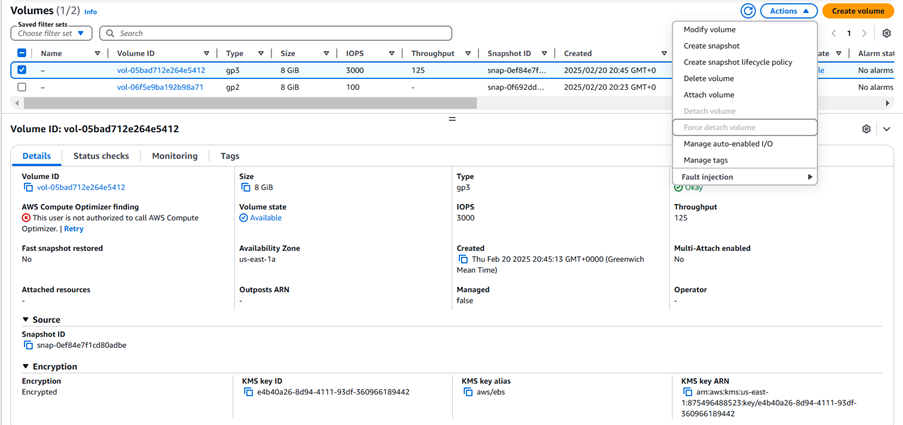 Volumes (1/2) Info
Actions
Create volume
Saved filter sets
Choose filter set
Search
1
Name Volume ID Type Size IOPS Throughput Snapshot ID Created Alarm stat
– vol-05bad712e264e5412 gp3 8 GiB 3000 125 snap-0ef84e7f... 2025/02/20 20:45 GMT+0 No alarms
– vol-06f5e9ba192b98a71 gp2 8 GiB 100 - snap-0f692dd... 2025/02/20 20:23 GMT+0 No alarms
Modify volume
Create snapshot
Create snapshot lifecycle policy
Delete volume
Attach volume
Detach volume
Force detach volume
Manage auto-enabled I/O
Manage tags
Fault injection
Volume ID: vol-05bad712e264e5412
Details Status checks Monitoring Tags
Volume ID Size Type
vol-05bad712e264e5412 8 GiB gp3 Okay
AWS Compute Optimizer finding Volume state IOPS Throughput
This user is not authorized to call AWS Compute Available 3000 125
Optimizer. | Retry
Fast snapshot restored Availability Zone Created Multi-Attach enabled
No us-east-1a Thu Feb 20 2025 20:45:13 GMT+0000 (Greenwich No
Mean Time)
Attached resources Outposts ARN Managed Operator
- - false -
Source
Snapshot ID
snap-0ef84e7f1cd80adbe
Encryption
Encryption KMS key ID KMS key alias KMS key ARN
Encrypted e4b40a26-8d94-4111-93df-360966189442 aws/ebs arn:aws:kms:us-east-
1:875496488523:key/e4b40a26-8d94-4111-93df-
360966189442